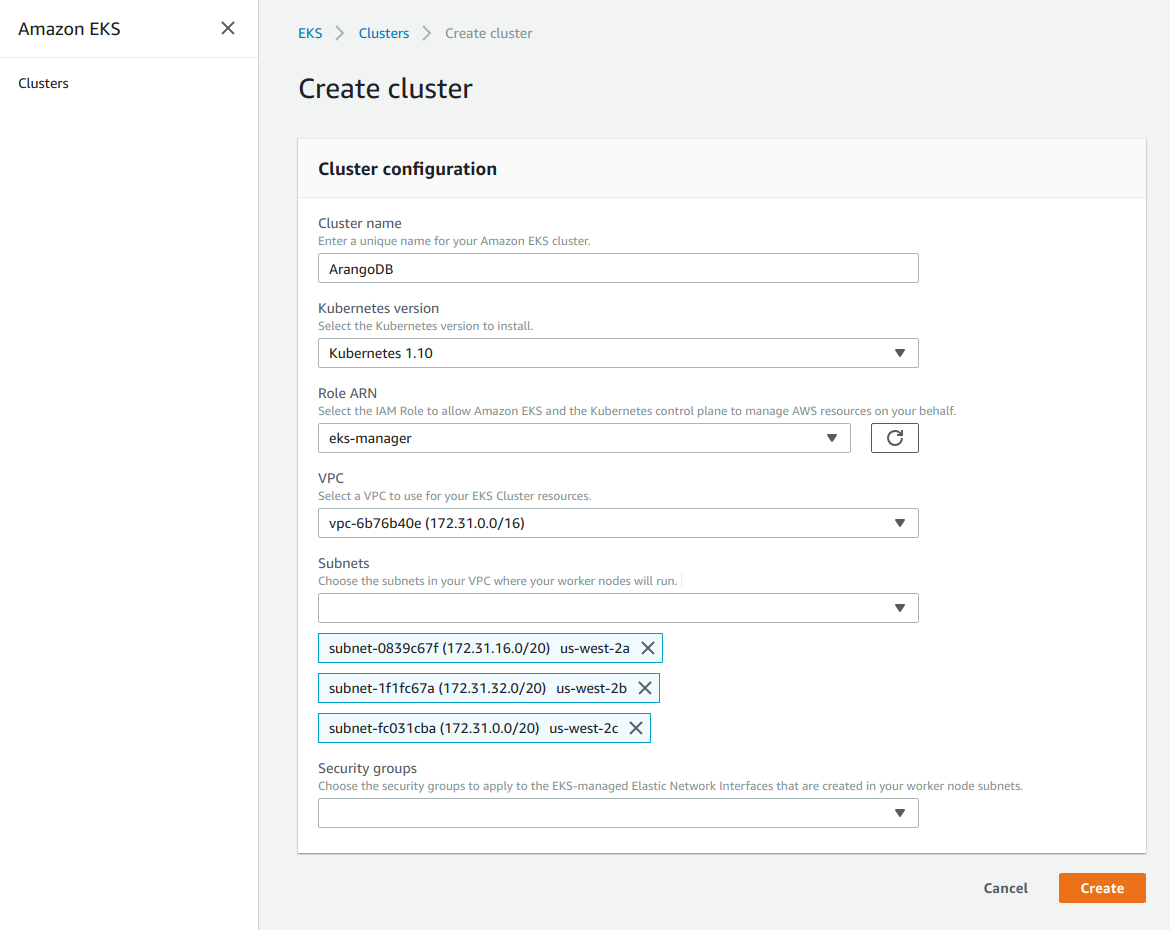 Amazon EKS
Clusters
EKS Clusters Create cluster
Create cluster
Cluster configuration
Cluster name
Enter a unique name for your Amazon EKS cluster.
ArangoDB
Kubernetes version
Select the Kubernetes version to install.
Kubernetes 1.10
Role ARN
Select the IAM Role to allow Amazon EKS and the Kubernetes control plane to manage AWS resources on your behalf.
eks-manager
VPC
Select a VPC to use for your EKS Cluster resources.
vpc-6b76b40e (172.31.0.0/16)
Subnets
Choose the subnets in your VPC where your worker nodes will run.
subnet-0839c67f (172.31.16.0/20) us-west-2a
subnet-1f1fc67a (172.31.32.0/20) us-west-2b
subnet-fc031cba (172.31.0.0/20) us-west-2c
Security groups
Choose the security groups to apply to the EKS-managed Elastic Network Interfaces that are created in your worker node subnets.
Cancel Create